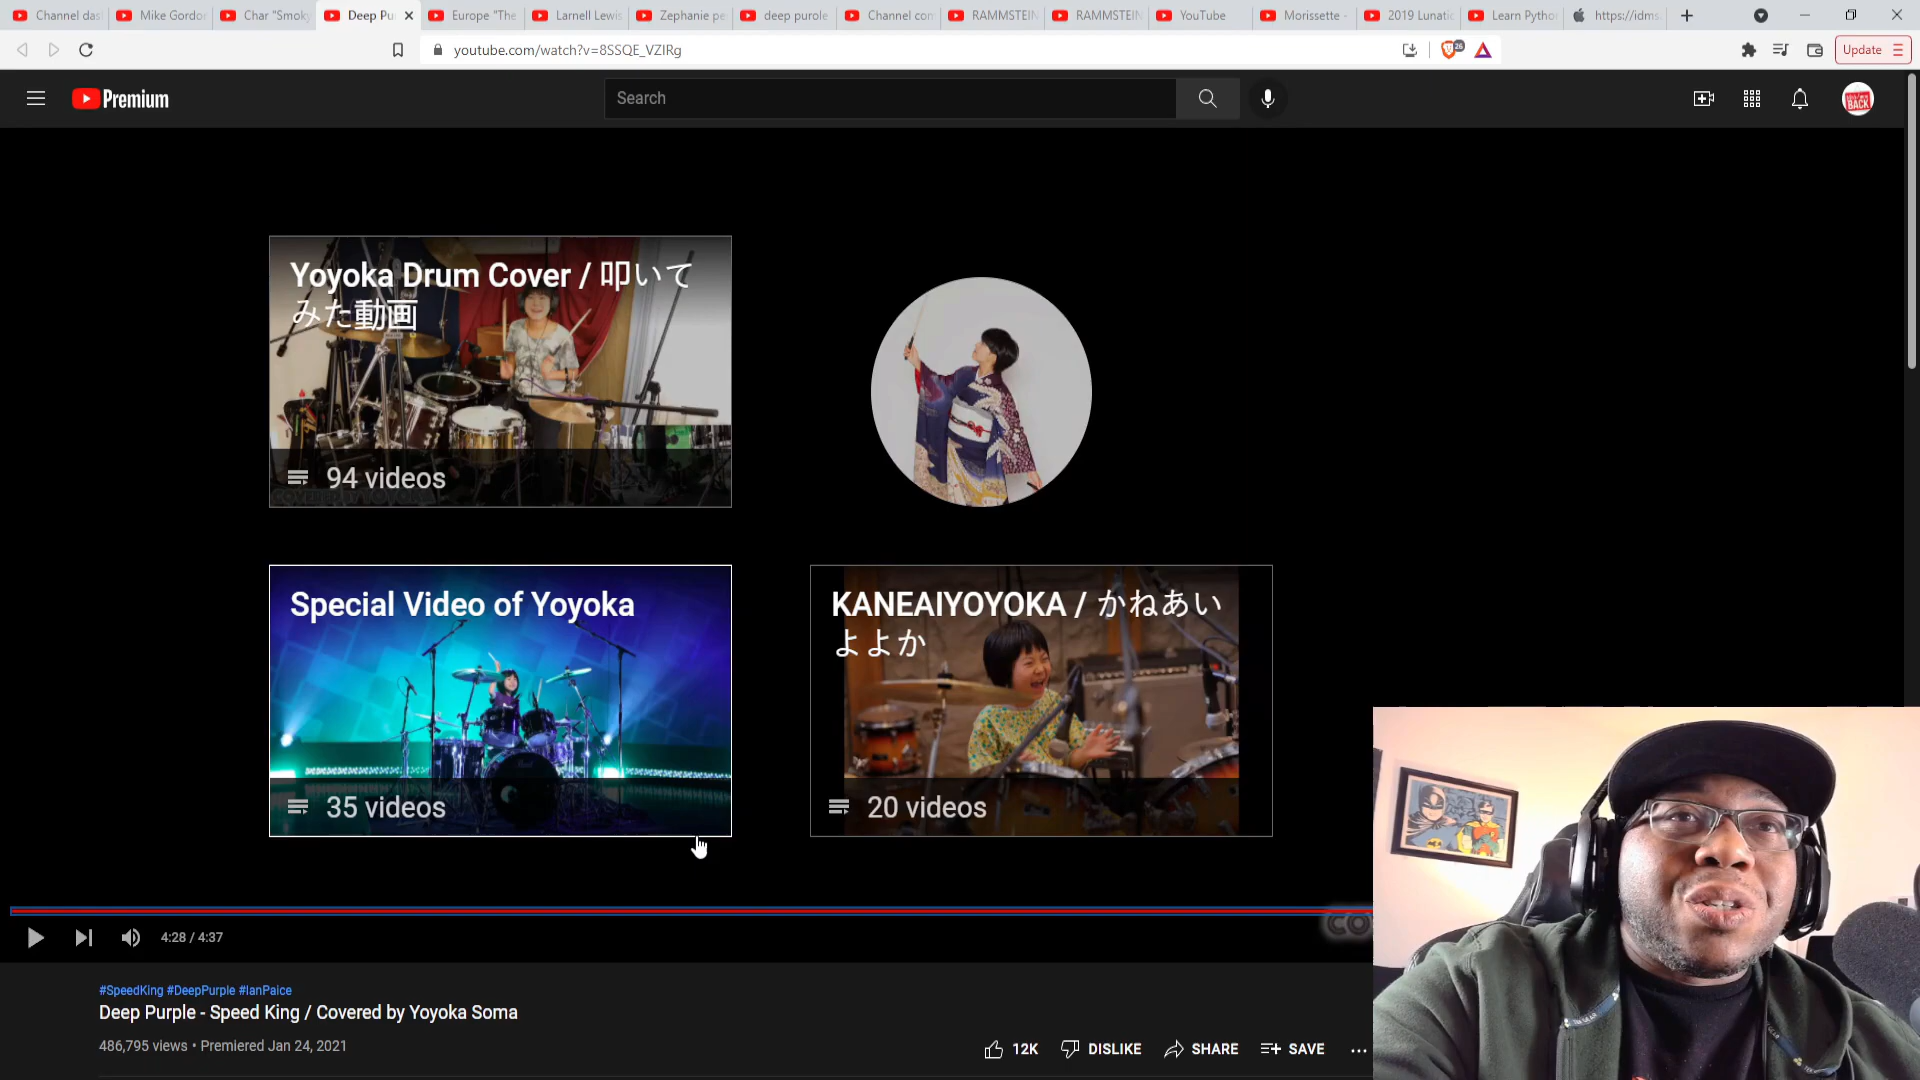 Channel das
Mike Gordo
Char "Smoky
Deep Pu
Europe "The
Larnell Lewis
Zephanie pe
deep purole
Channel con
RAMMSTEIN
RAMMSTEIN
YouTube
Morissette -
2019 Lunatic
Learn Python
https://idms.
youtube.com/watch?v=8SSQE_VZIRg
26
Update
Premium
Search
BACK
Yoyoka Drum Cover / 叩いて
みた動画
94 videos
Special Video of Yoyoka
35 videos
KANEAIYOYOKA / かねあい
よよか
20 videos
CO
4:28 / 4:37
#SpeedKing #DeepPurple #IanPaice
Deep Purple - Speed King / Covered by Yoyoka Soma
486,795 views • Premiered Jan 24, 2021
12K
DISLIKE
SHARE
SAVE